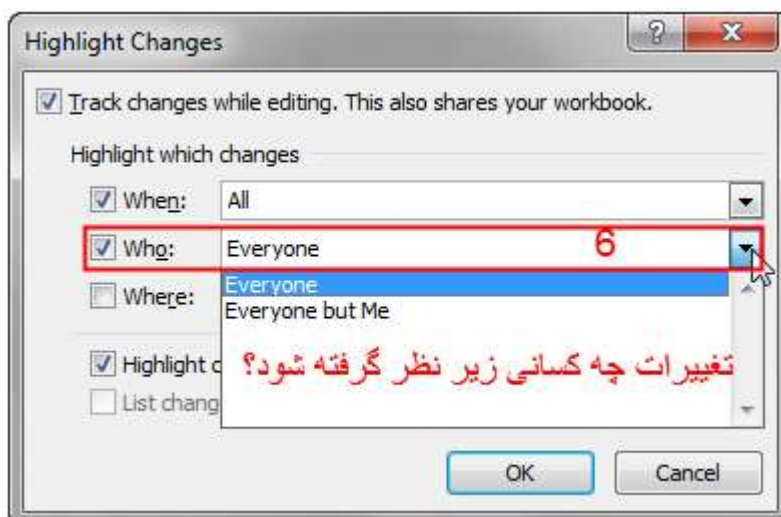 Highlight Changes
Track changes while editing. This also shares your workbook.
Highlight which changes
When: All
Who: Everyone 6
Everyone
Where:
Everyone but Me
Highlight c
تغییرات چه کسانی زیر نظر گرفته شود؟
List chang
OK Cancel